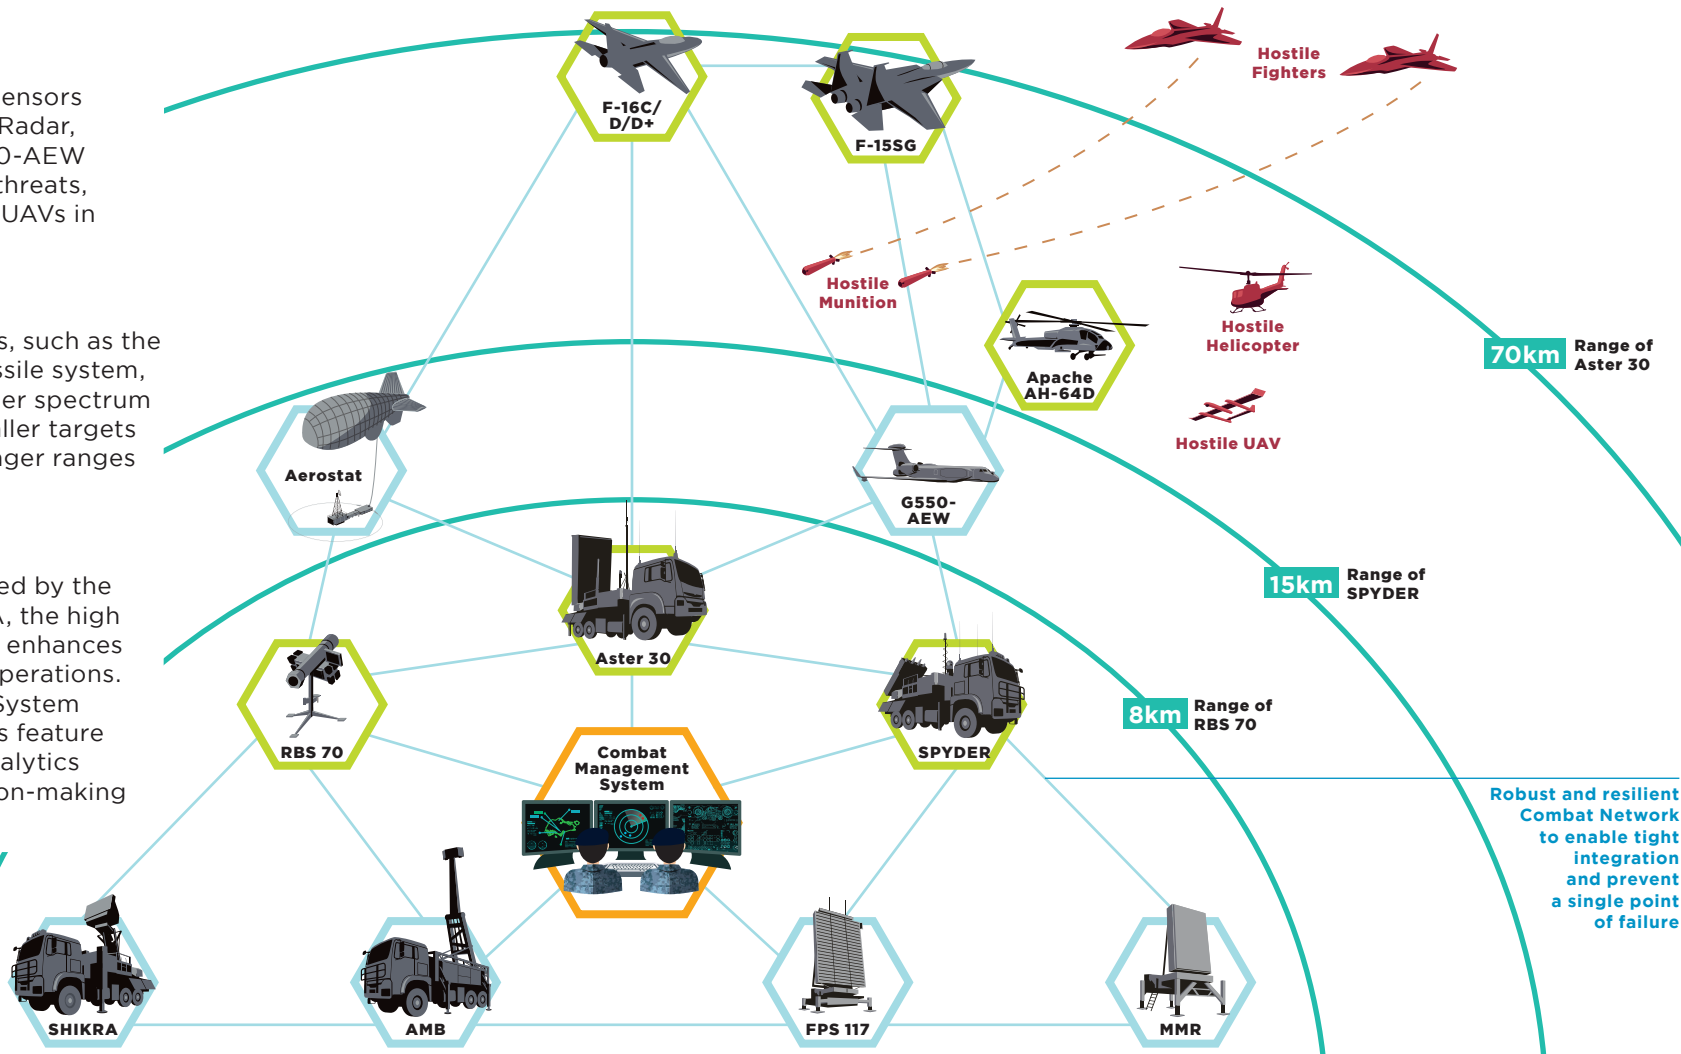 ensors
Radar,
0-AEW
threats,
UAVs in
s, such as the
ssile system,
er spectrum
aller targets
ger ranges
ed by the
A, the high
enhances
perations.
System
s feature
alytics
on-making
F-16C/
D/D+
F-15SG
Hostile
Fighters
Hostile
Munition
Hostile
Helicopter
Hostile UAV
Apache
AH-64D
70km
Range of
Aster 30
Aerostat
G550-
AEW
15km
Range of
SPYDER
Aster 30
RBS 70
SPYDER
8km
Range of
RBS 70
Combat
Management
System
Robust and resilient
Combat Network
to enable tight
integration
and prevent
a single point
of failure
SHIKRA
AMB
FPS 117
MMR